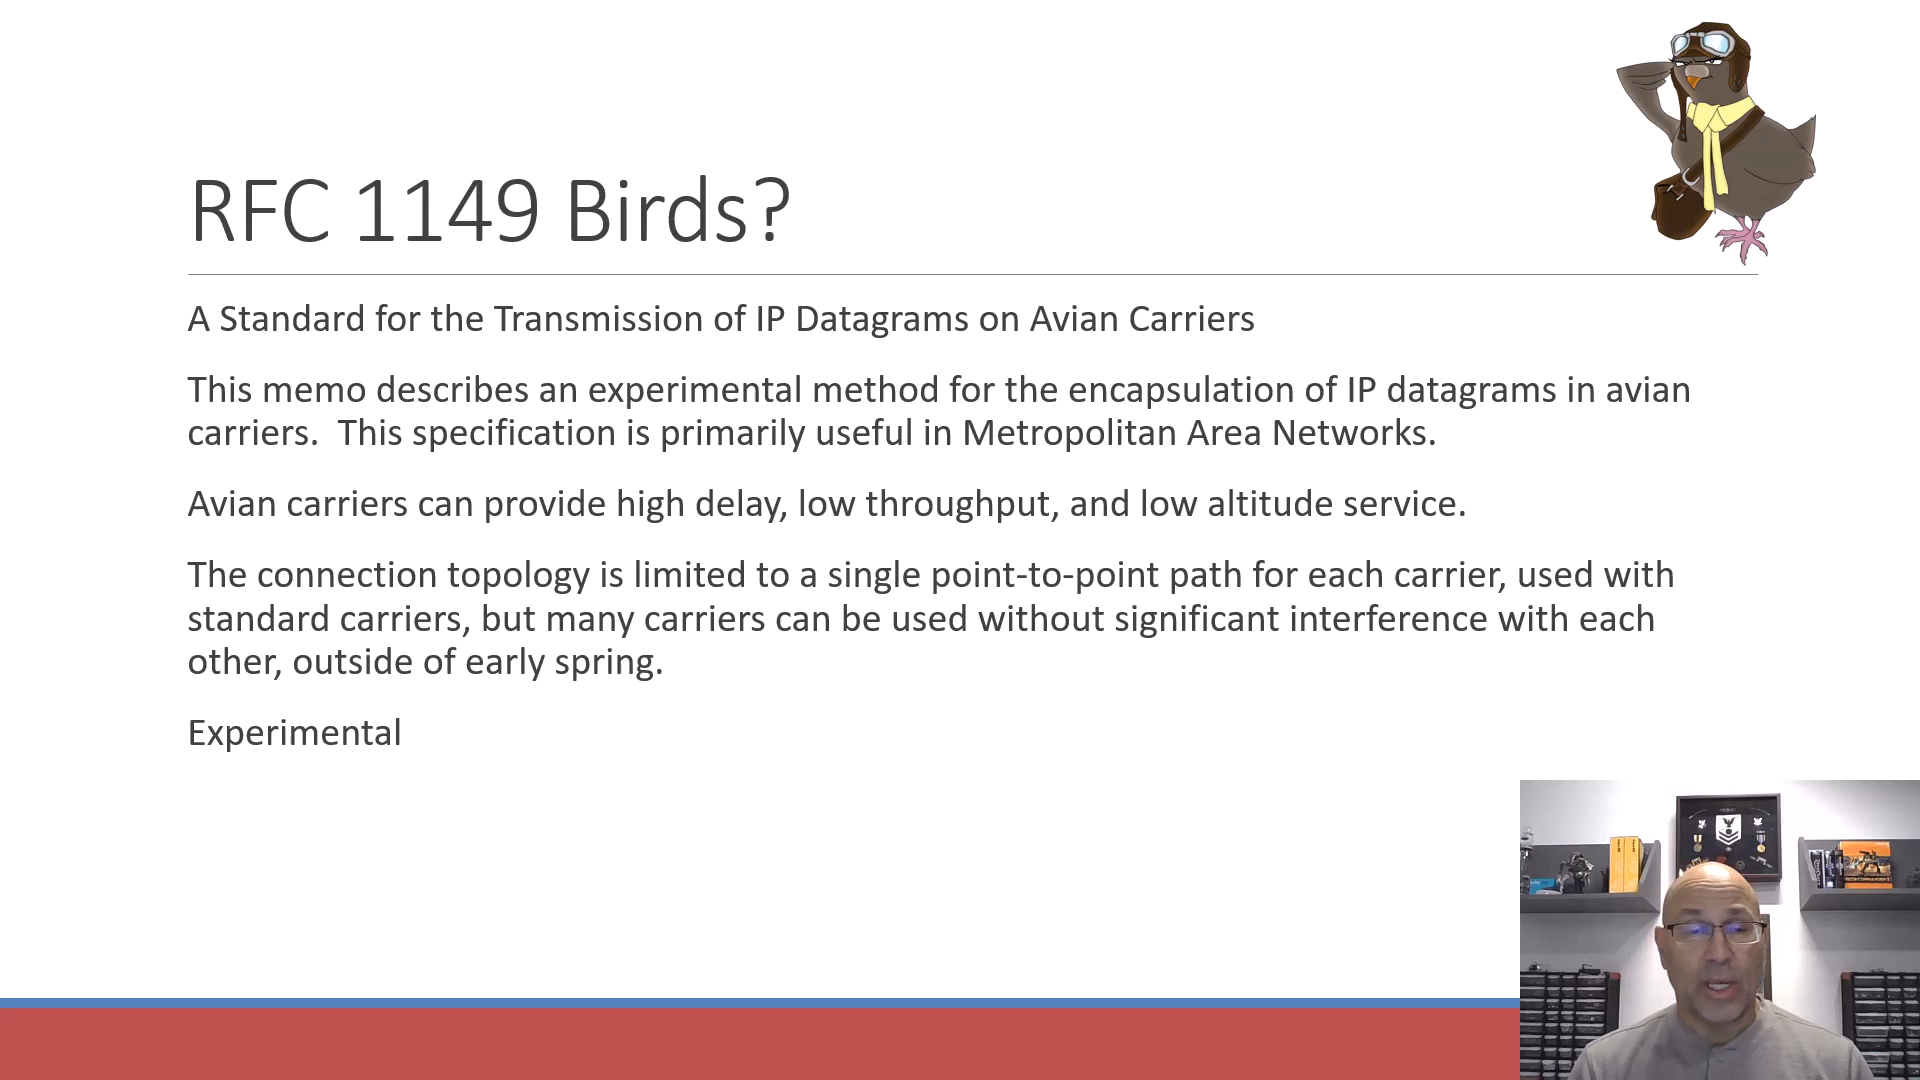 RFC 1149 Birds?
A Standard for the Transmission of IP Datagrams on Avian Carriers
This memo describes an experimental method for the encapsulation of IP datagrams in avian
carriers.  This specification is primarily useful in Metropolitan Area Networks.
Avian carriers can provide high delay, low throughput, and low altitude service.
The connection topology is limited to a single point-to-point path for each carrier, used with
standard carriers, but many carriers can be used without significant interference with each
other, outside of early spring.
Experimental